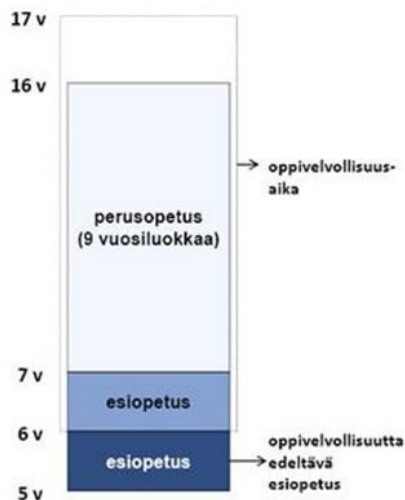 17 v
16 v
oppivelvollisuus-
aika
perusopetus
(9 vuosiluokkaa)
7 v
esiopetus
6 v
esiopetus
oppivelvollisuutta
edeltävä
esiopetus
5 v